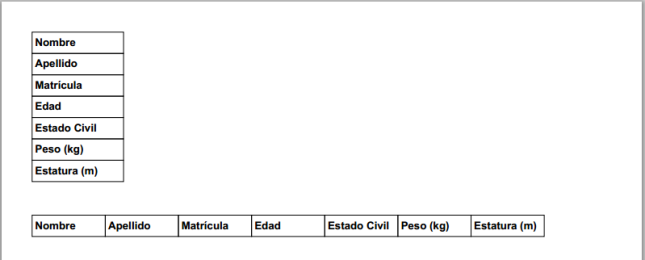 Nombre
Apellido
Matricula
Edad
Estado Civil
Peso (kg)
Estatura (m)
Nombre Apellido Matricula Edad Estado Civil Peso (kg) Estatura (m)